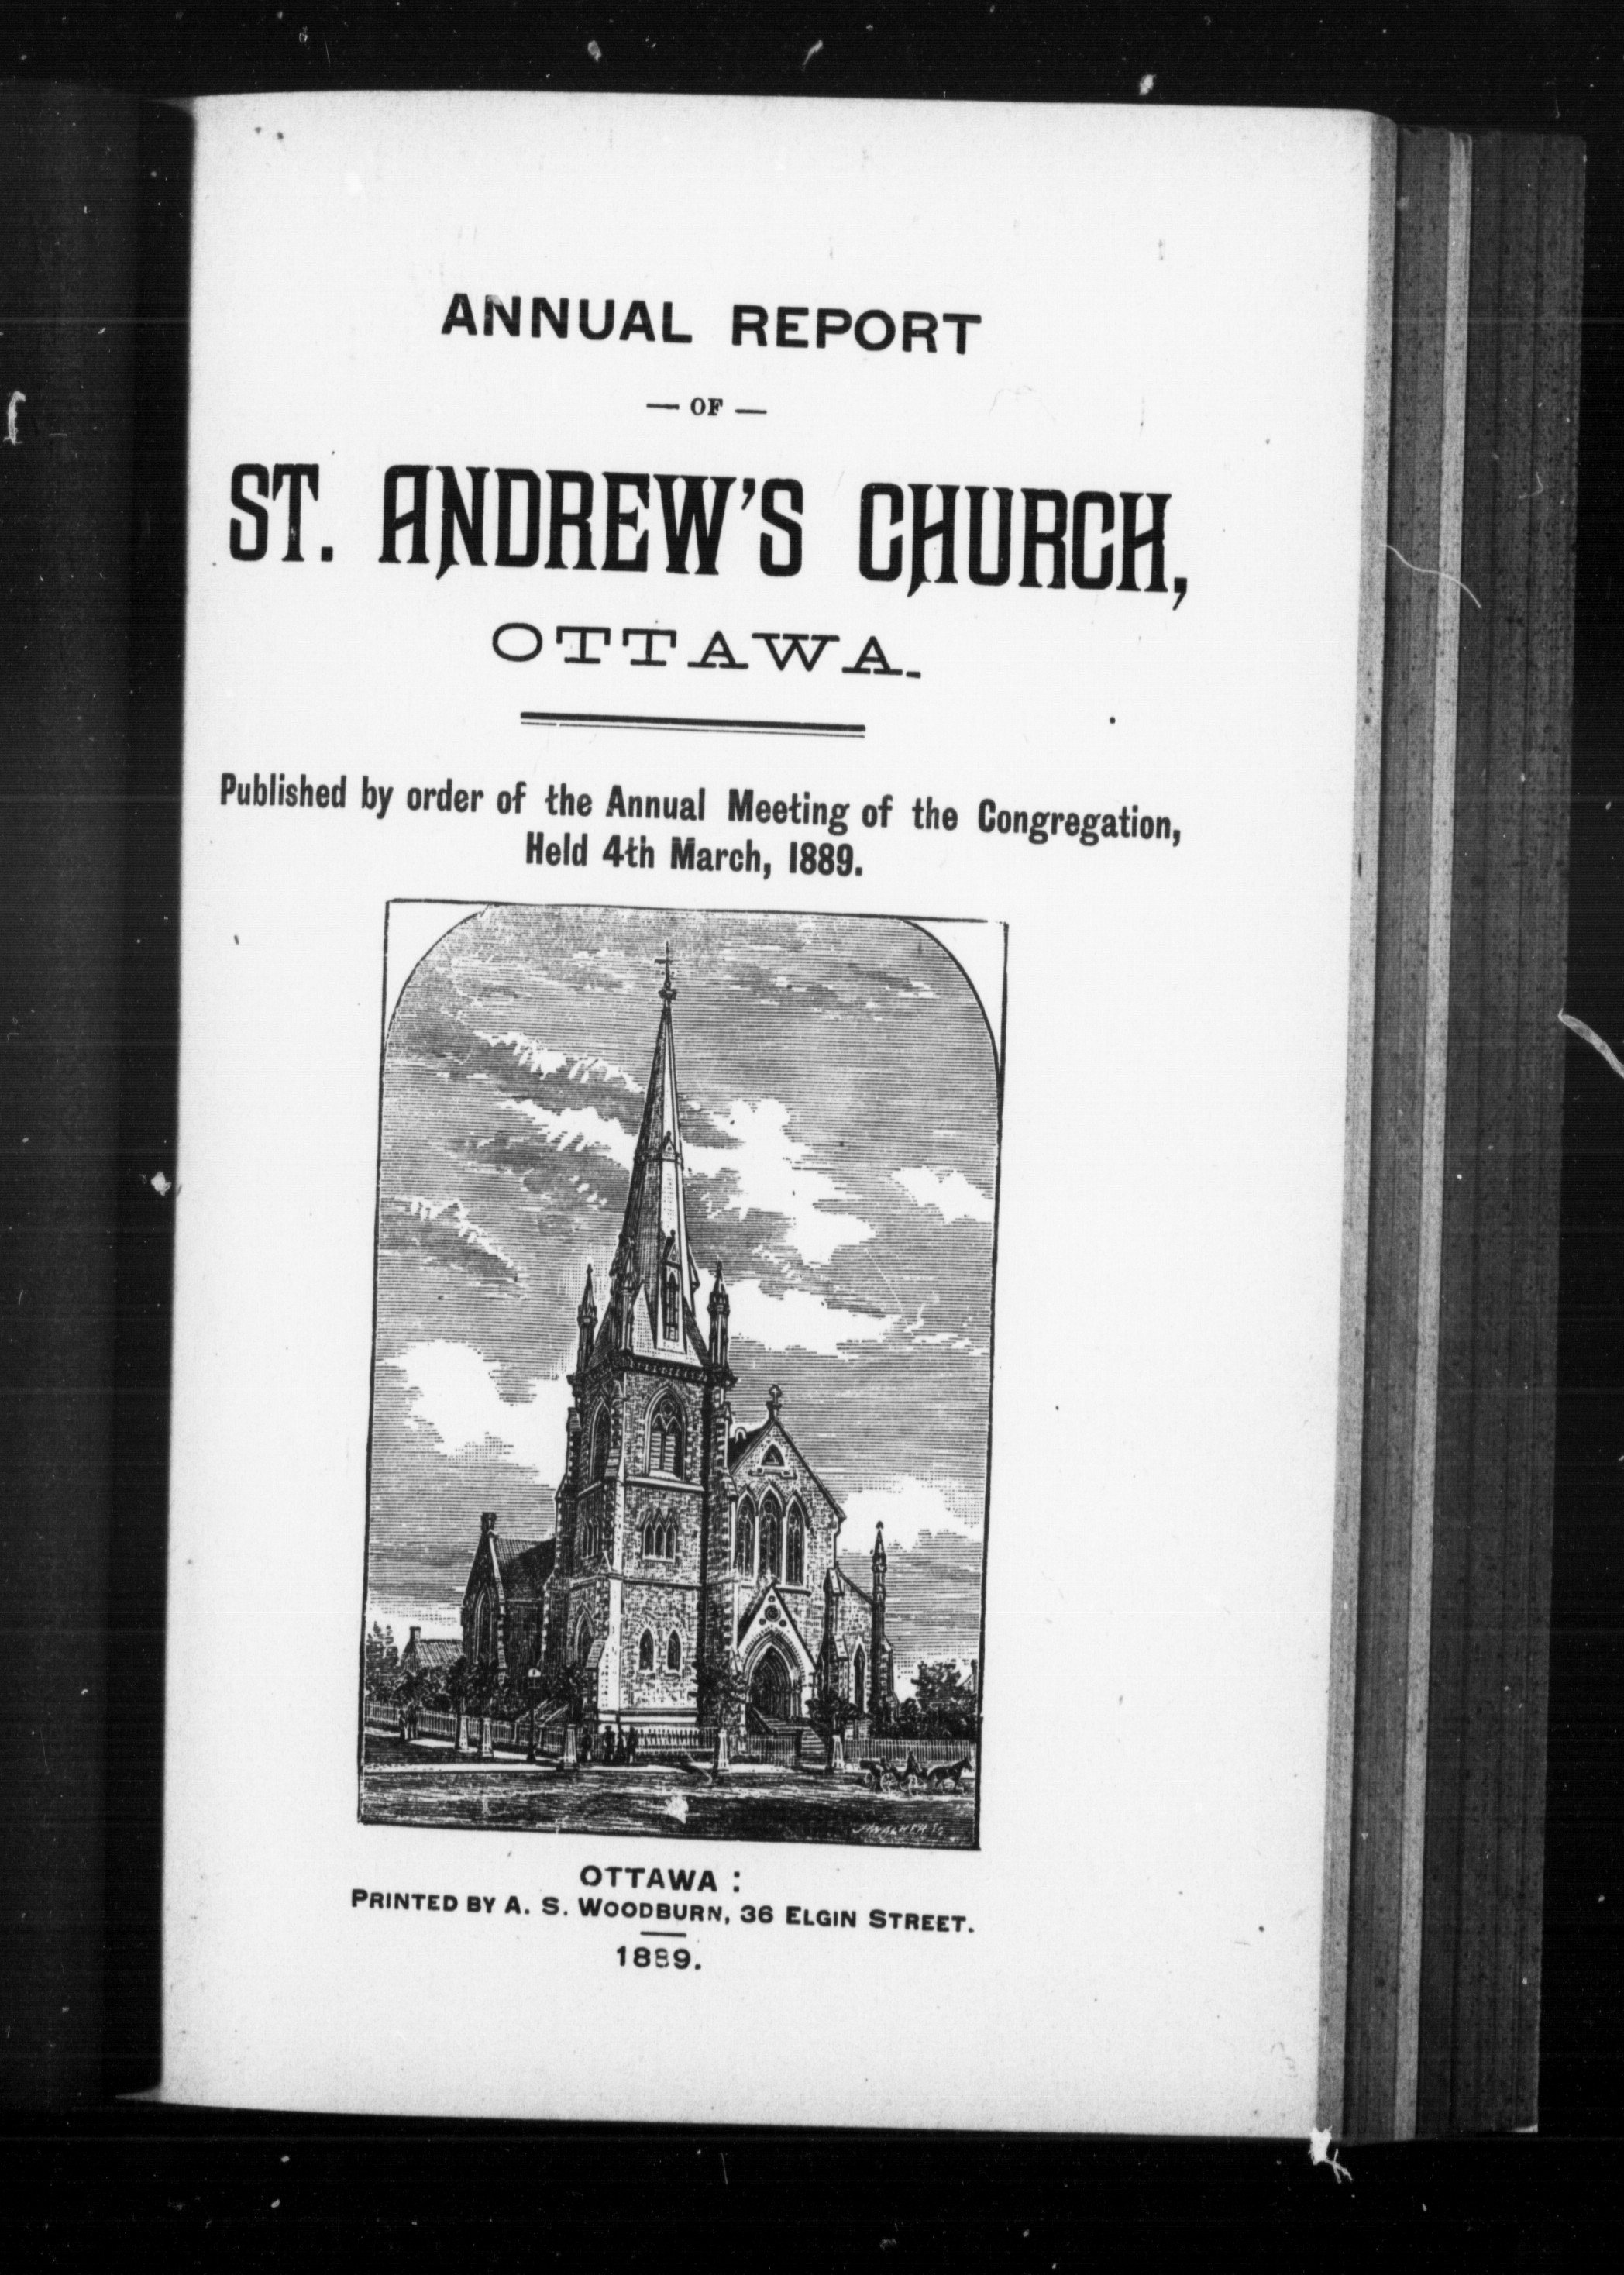 ANNUAL REPORT
— OF —
ST. ANDREW'S CHURCH,
OTTAWA.
Published by order of the Annual Meeting of the Congregation,
Held 4th March, 1889.
OTTAWA :
PRINTED BY A. S. WOODBURN, 36 ELGIN STREET.
1889.